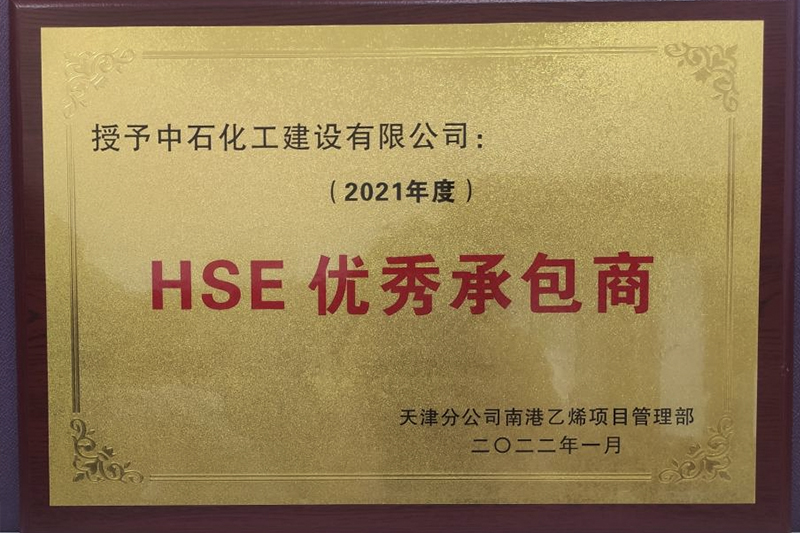 授予中石化工建设有限公司：
（2021年度）
HSE 优秀承包商
天津分公司南港乙烯项目管理部
二〇二二年一月